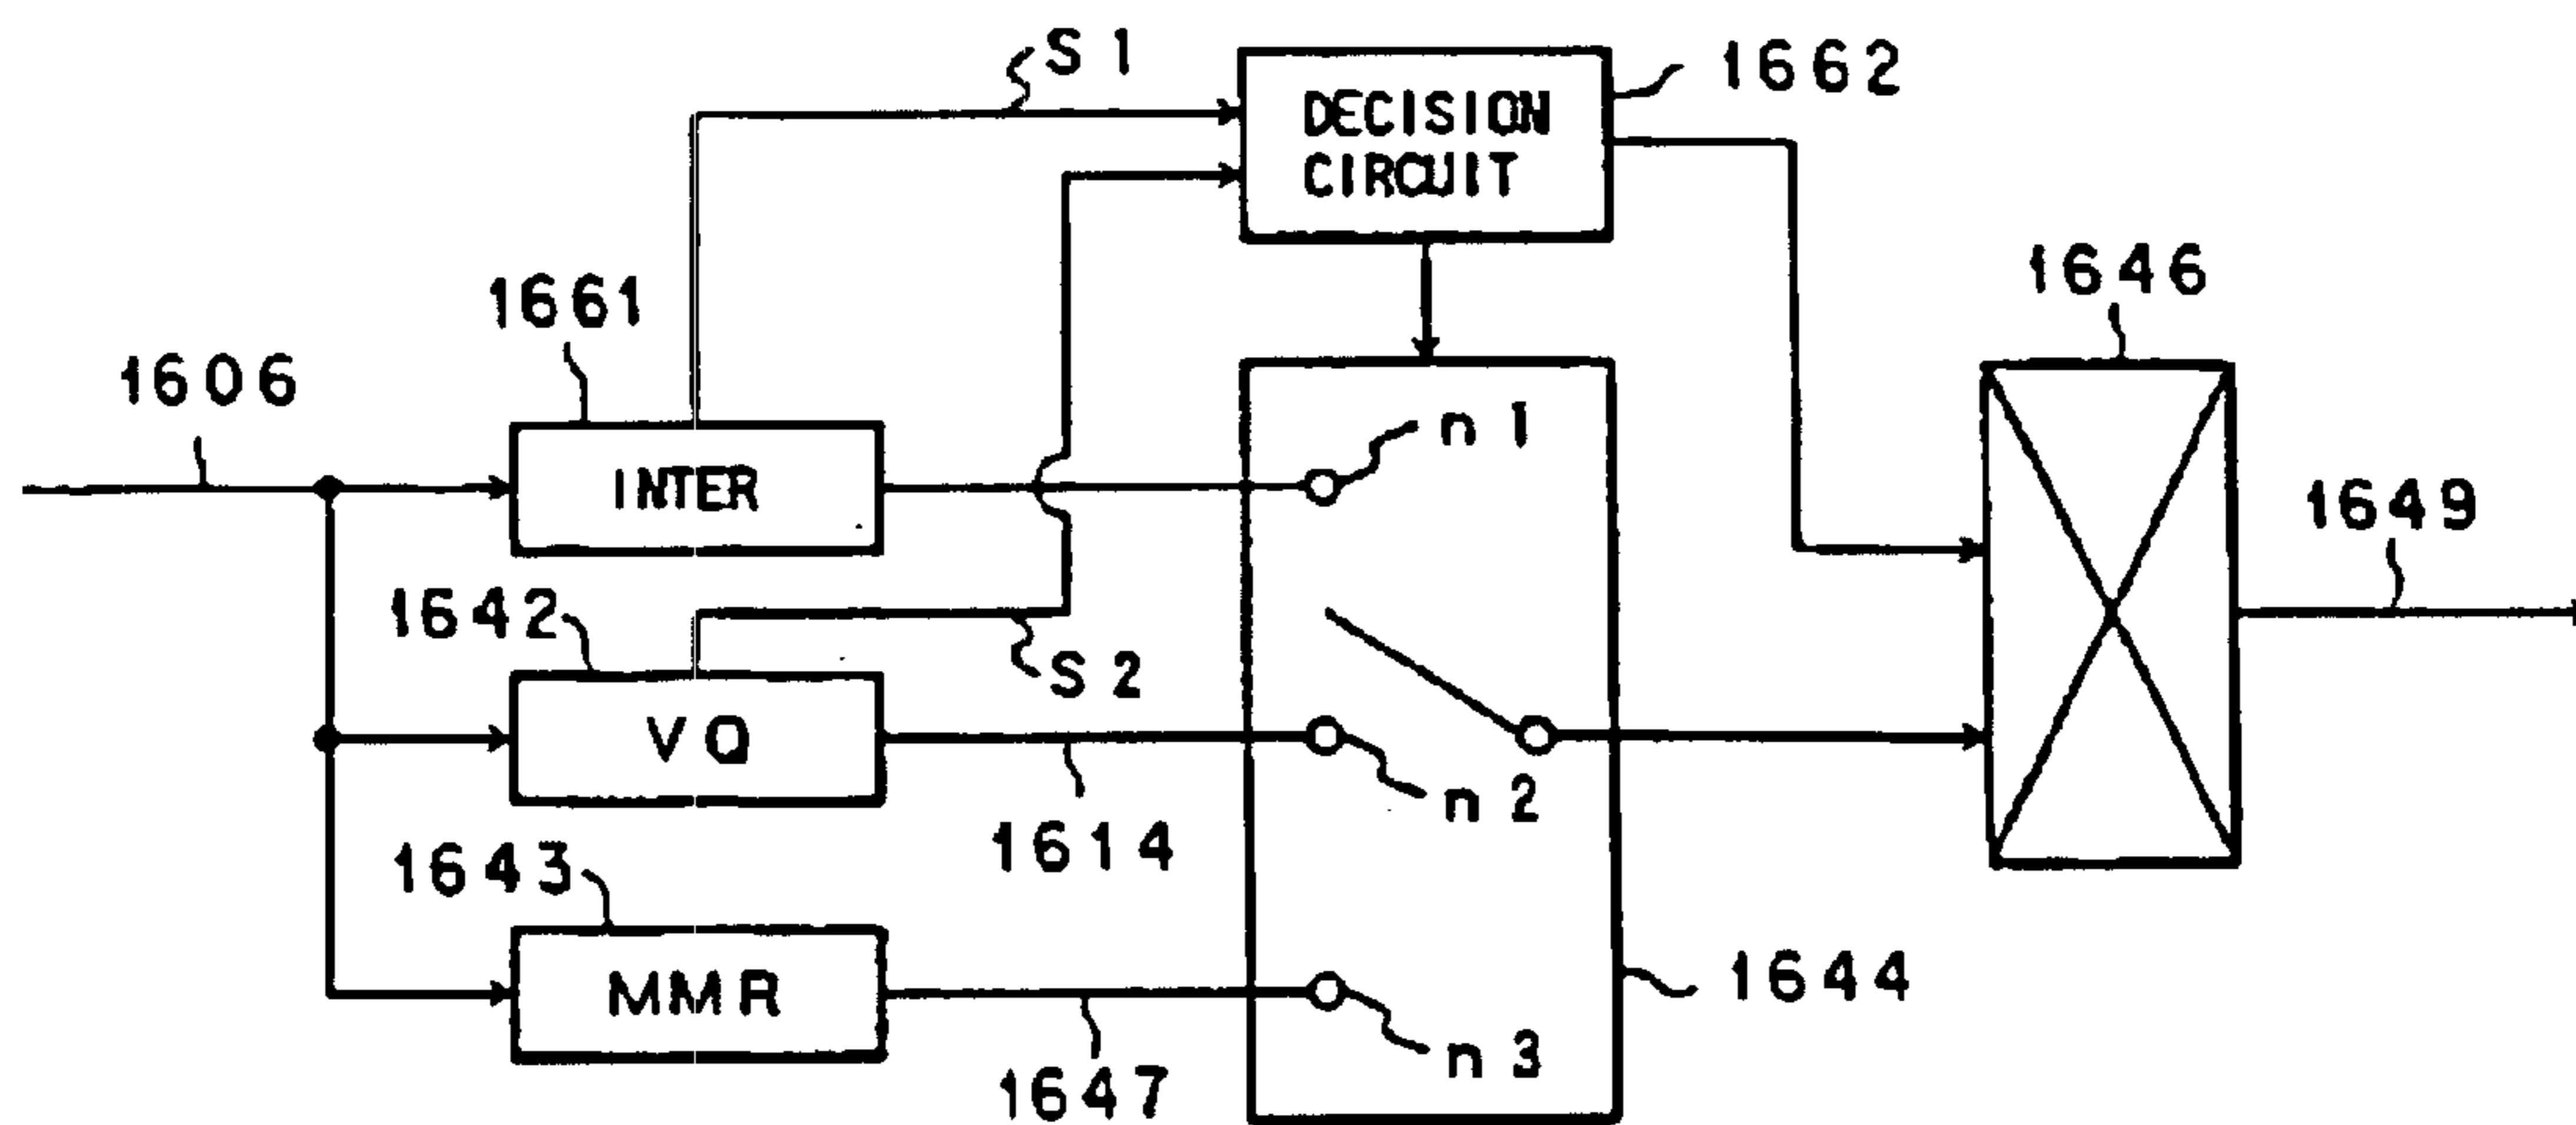 S1
DECISION
CIRCUIT
1662
1661
1646
1606
n1
INTER
1649
1642
S2
VQ
n2
1614
1643
1644
MMR
n3
1647